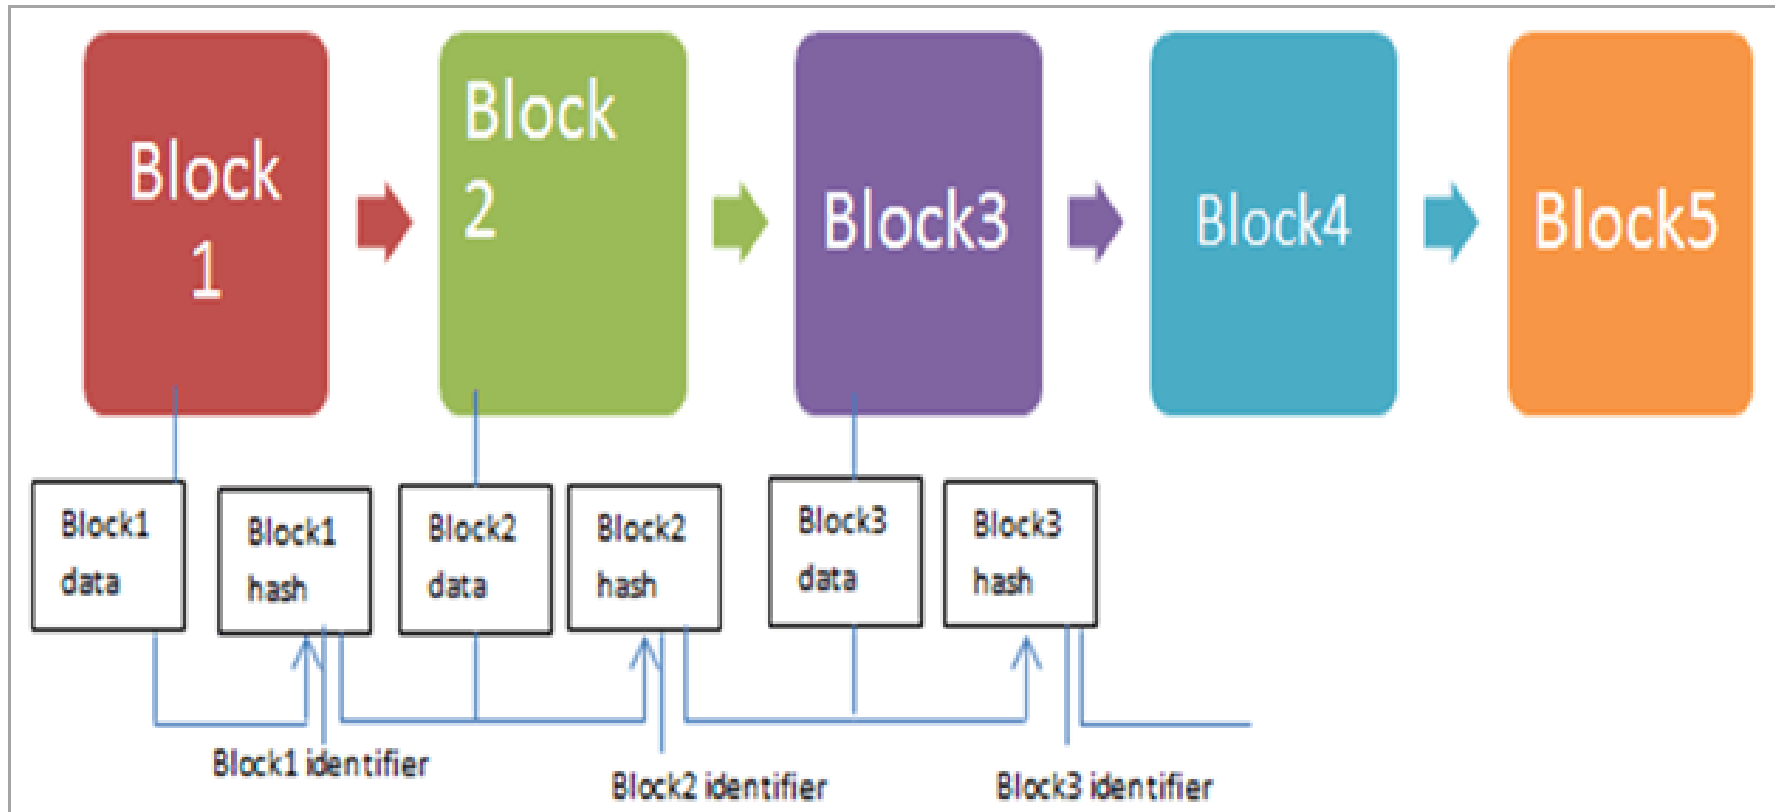 Block
1
Block
2
Block3
Block4
Block5
Block1
data
Block1
hash
Block2
data
Block2
hash
Block3
data
Block3
hash
Block1 identifier
Block2 identifier
Block3 identifier